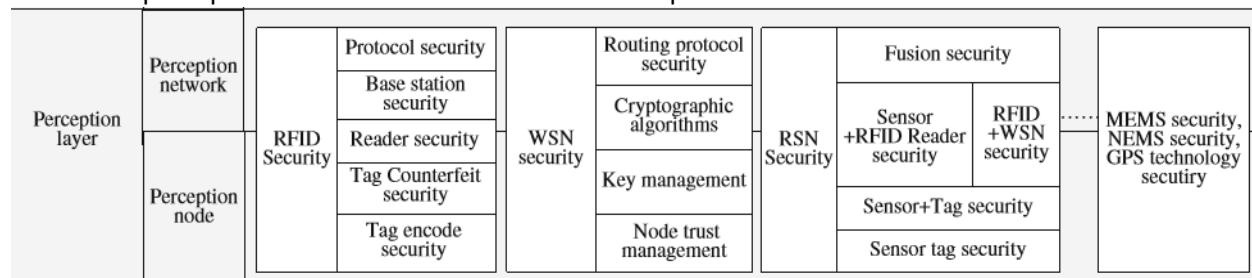 Perception
layer
Perception
network
Perception
node
RFID
Security
Protocol security
Base station
security
Reader security
Tag Counterfeit
security
Tag encode
security
WSN
security
Routing protocol
security
Cryptographic
algorithms
Key management
Node trust
management
RSN
Security
Fusion security
Sensor
+RFID Reader
security
RFID
+WSN
security
Sensor+Tag security
Sensor tag security
MEMS security,
NEMS security,
GPS technology
secutiry